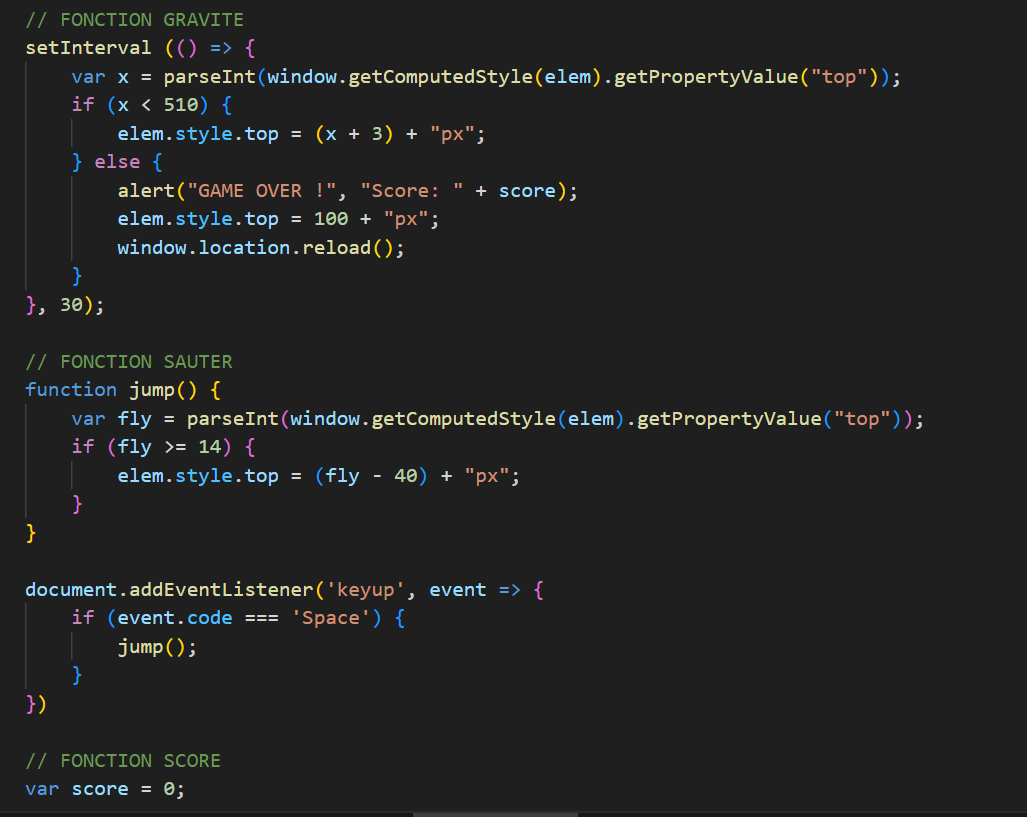 // FONCTION GRAVITE
setInterval (() => {
    var x = parseInt(window.getComputedStyle(elem).getPropertyValue("top"));
    if (x < 510) {
        elem.style.top = (x + 3) + "px";
    } else {
        alert("GAME OVER !", "Score: " + score);
        elem.style.top = 100 + "px";
        window.location.reload();
    }
}, 30);

// FONCTION SAUTER
function jump() {
    var fly = parseInt(window.getComputedStyle(elem).getPropertyValue("top"));
    if (fly >= 14) {
        elem.style.top = (fly - 40) + "px";
    }
}

document.addEventListener('keyup', event => {
    if (event.code === 'Space') {
        jump();
    }
})

// FONCTION SCORE
var score = 0;